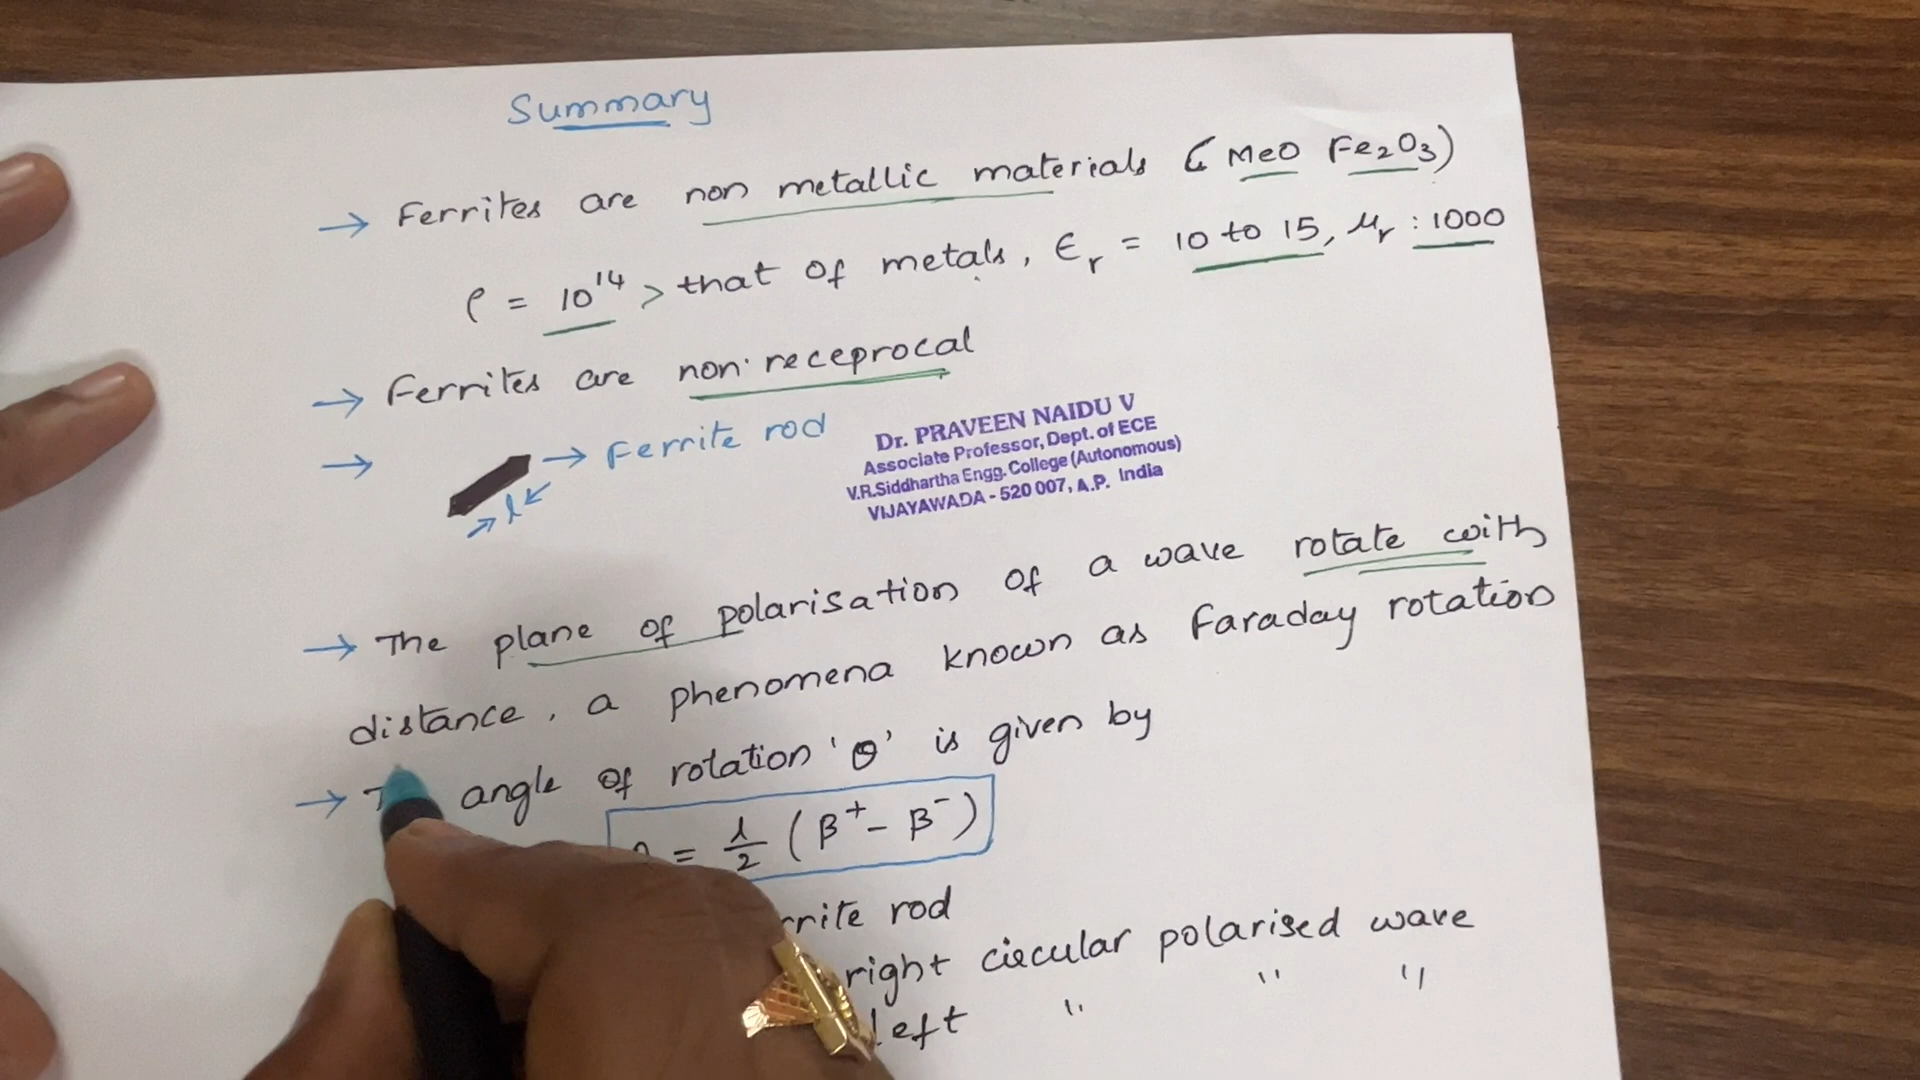 Summary
→ Ferrites are non metallic materials (MeO Fe₂O₃)
ρ = 10¹⁴ > that of metals, ϵᵣ = 10 to 15, μᵣ : 1000
→ Ferrites are non receprocal
→ → Ferrite rod
l
Dr. PRAVEEN NAIDU V
Associate Professor, Dept. of ECE
V.R.Siddhartha Engg. College (Autonomous)
VIJAYAWADA - 520 007, A.P. India
→ The plane of polarisation of a wave rotate with
distance, a phenomena known as Faraday rotation
→ angle of rotation 'θ' is given by
= l/2 (β⁺ - β⁻)
rod
right circular polarised wave
left " " "